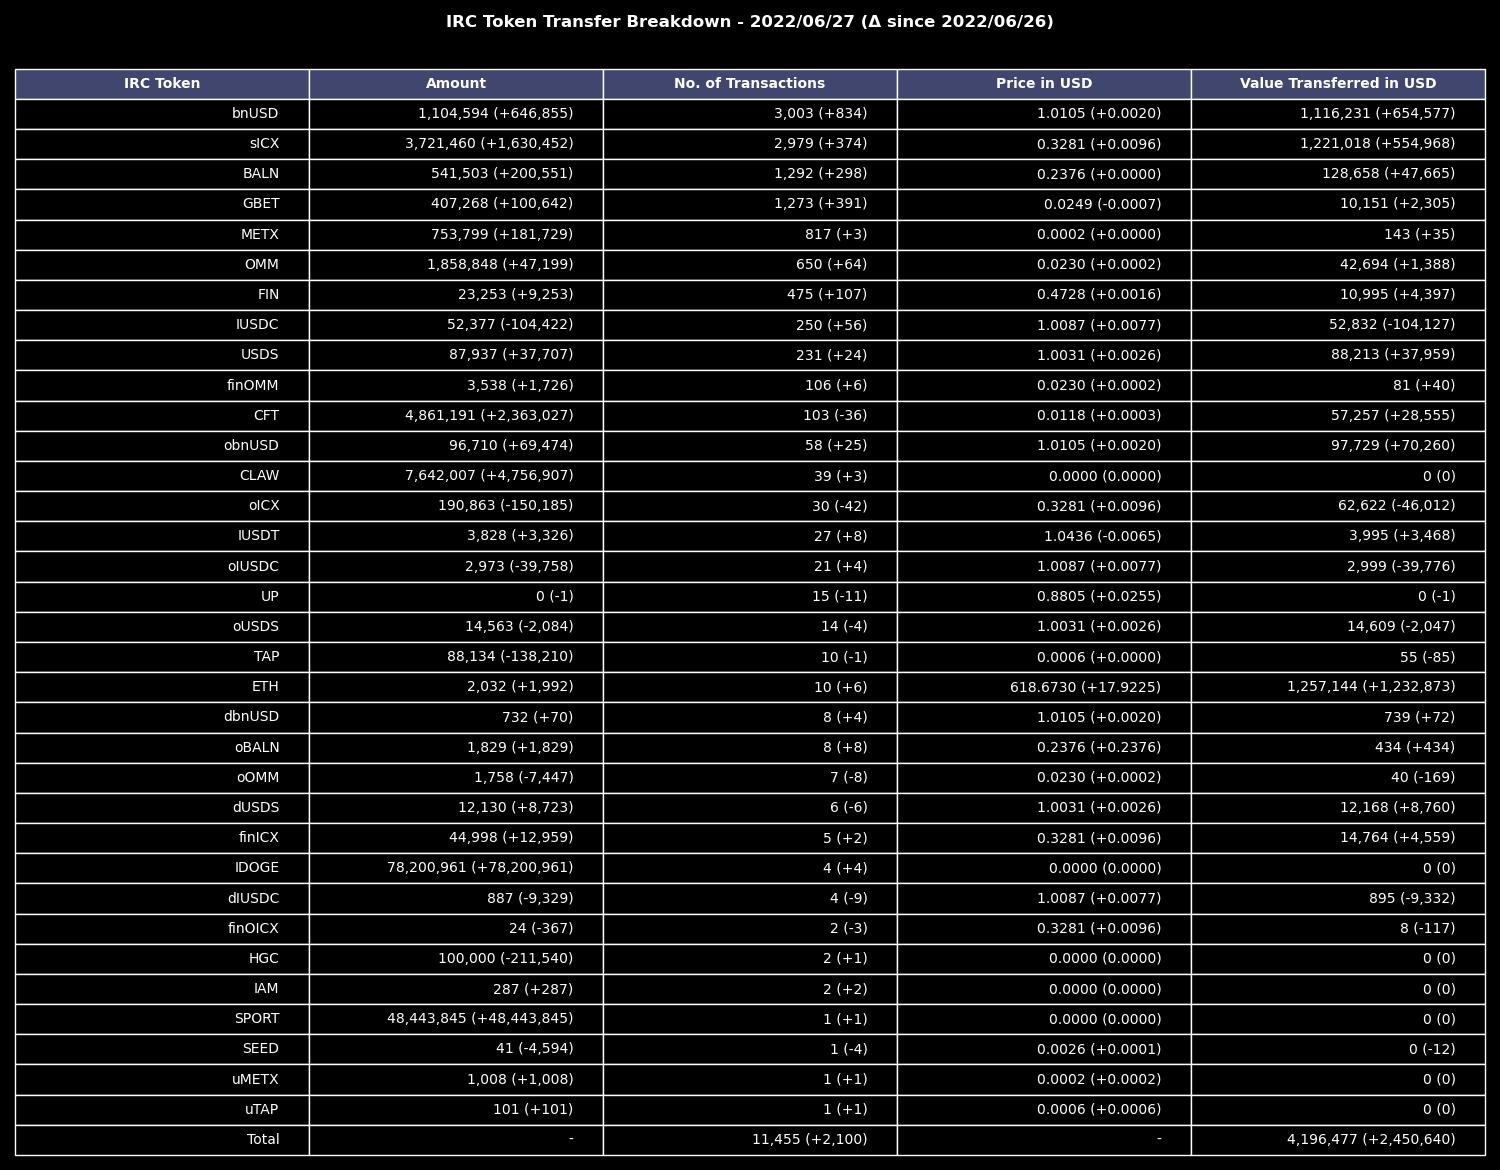 IRC Token Transfer Breakdown - 2022/06/27 (Δ since 2022/06/26)
IRC Token Amount No. of Transactions Price in USD Value Transferred in USD
bnUSD 1,104,594 (+646,855) 3,003 (+834) 1.0105 (+0.0020) 1,116,231 (+654,577)
sICX 3,721,460 (+1,630,452) 2,979 (+374) 0.3281 (+0.0096) 1,221,018 (+554,968)
BALN 541,503 (+200,551) 1,292 (+298) 0.2376 (+0.0000) 128,658 (+47,665)
GBET 407,268 (+100,642) 1,273 (+391) 0.0249 (-0.0007) 10,151 (+2,305)
METX 753,799 (+181,729) 817 (+3) 0.0002 (+0.0000) 143 (+35)
OMM 1,858,848 (+47,199) 650 (+64) 0.0230 (+0.0002) 42,694 (+1,388)
FIN 23,253 (+9,253) 475 (+107) 0.4728 (+0.0016) 10,995 (+4,397)
IUSDC 52,377 (-104,422) 250 (+56) 1.0087 (+0.0077) 52,832 (-104,127)
USDS 87,937 (+37,707) 231 (+24) 1.0031 (+0.0026) 88,213 (+37,959)
finOMM 3,538 (+1,726) 106 (+6) 0.0230 (+0.0002) 81 (+40)
CFT 4,861,191 (+2,363,027) 103 (-36) 0.0118 (+0.0003) 57,257 (+28,555)
obnUSD 96,710 (+69,474) 58 (+25) 1.0105 (+0.0020) 97,729 (+70,260)
CLAW 7,642,007 (+4,756,907) 39 (+3) 0.0000 (0.0000) 0 (0)
oICX 190,863 (-150,185) 30 (-42) 0.3281 (+0.0096) 62,622 (-46,012)
IUSDT 3,828 (+3,326) 27 (+8) 1.0436 (-0.0065) 3,995 (+3,468)
oIUSDC 2,973 (-39,758) 21 (+4) 1.0087 (+0.0077) 2,999 (-39,776)
UP 0 (-1) 15 (-11) 0.8805 (+0.0255) 0 (-1)
oUSDS 14,563 (-2,084) 14 (-4) 1.0031 (+0.0026) 14,609 (-2,047)
TAP 88,134 (-138,210) 10 (-1) 0.0006 (+0.0000) 55 (-85)
ETH 2,032 (+1,992) 10 (+6) 618.6730 (+17.9225) 1,257,144 (+1,232,873)
dbnUSD 732 (+70) 8 (+4) 1.0105 (+0.0020) 739 (+72)
oBALN 1,829 (+1,829) 8 (+8) 0.2376 (+0.2376) 434 (+434)
oOMM 1,758 (-7,447) 7 (-8) 0.0230 (+0.0002) 40 (-169)
dUSDS 12,130 (+8,723) 6 (-6) 1.0031 (+0.0026) 12,168 (+8,760)
finICX 44,998 (+12,959) 5 (+2) 0.3281 (+0.0096) 14,764 (+4,559)
IDOGE 78,200,961 (+78,200,961) 4 (+4) 0.0000 (0.0000) 0 (0)
dIUSDC 887 (-9,329) 4 (-9) 1.0087 (+0.0077) 895 (-9,332)
finOICX 24 (-367) 2 (-3) 0.3281 (+0.0096) 8 (-117)
HGC 100,000 (-211,540) 2 (+1) 0.0000 (0.0000) 0 (0)
IAM 287 (+287) 2 (+2) 0.0000 (0.0000) 0 (0)
SPORT 48,443,845 (+48,443,845) 1 (+1) 0.0000 (0.0000) 0 (0)
SEED 41 (-4,594) 1 (-4) 0.0026 (+0.0001) 0 (-12)
uMETX 1,008 (+1,008) 1 (+1) 0.0002 (+0.0002) 0 (0)
uTAP 101 (+101) 1 (+1) 0.0006 (+0.0006) 0 (0)
Total - 11,455 (+2,100) - 4,196,477 (+2,450,640)